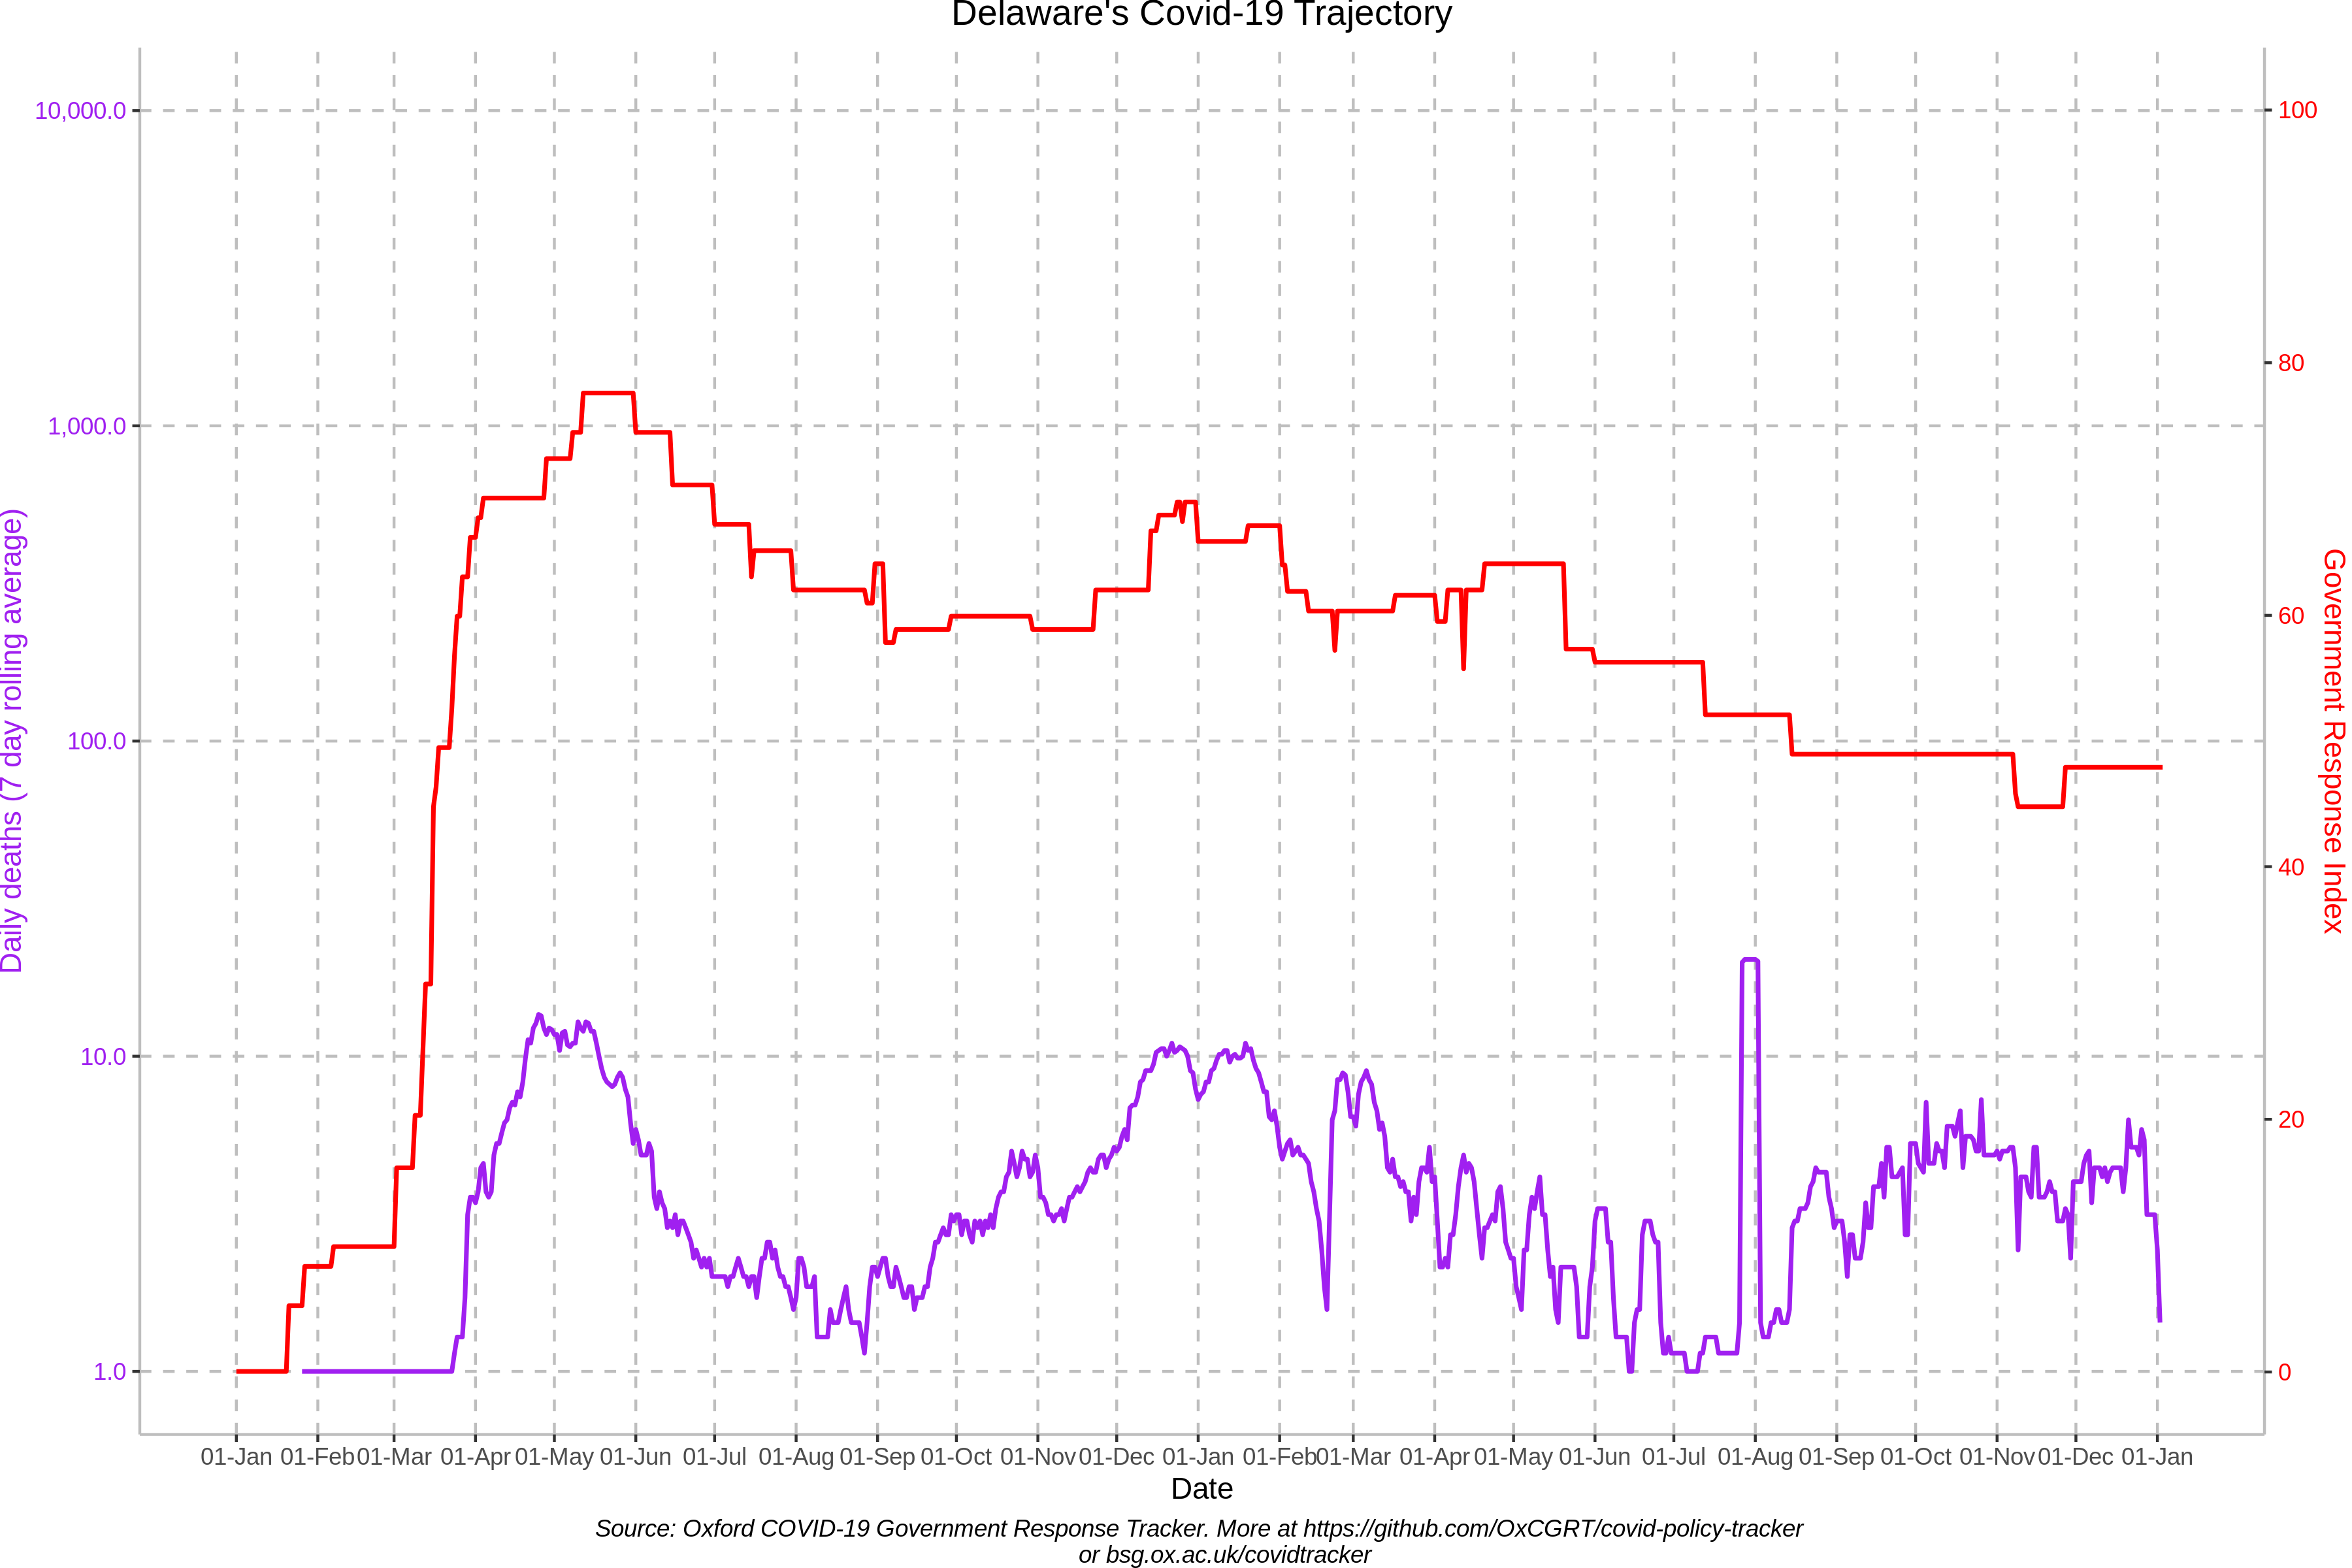 Delaware's Covid-19 Trajectory
Daily deaths (7 day rolling average)
10,000.0
1,000.0
100.0
10.0
1.0
100
80
60
40
20
0
Government Response Index
01-Jan 01-Feb 01-Mar 01-Apr 01-May 01-Jun 01-Jul 01-Aug 01-Sep 01-Oct 01-Nov 01-Dec 01-Jan 01-Feb 01-Mar 01-Apr 01-May 01-Jun 01-Jul 01-Aug 01-Sep 01-Oct 01-Nov 01-Dec 01-Jan
Date
Source: Oxford COVID-19 Government Response Tracker. More at https://github.com/OxCGRT/covid-policy-tracker
or bsg.ox.ac.uk/covidtracker